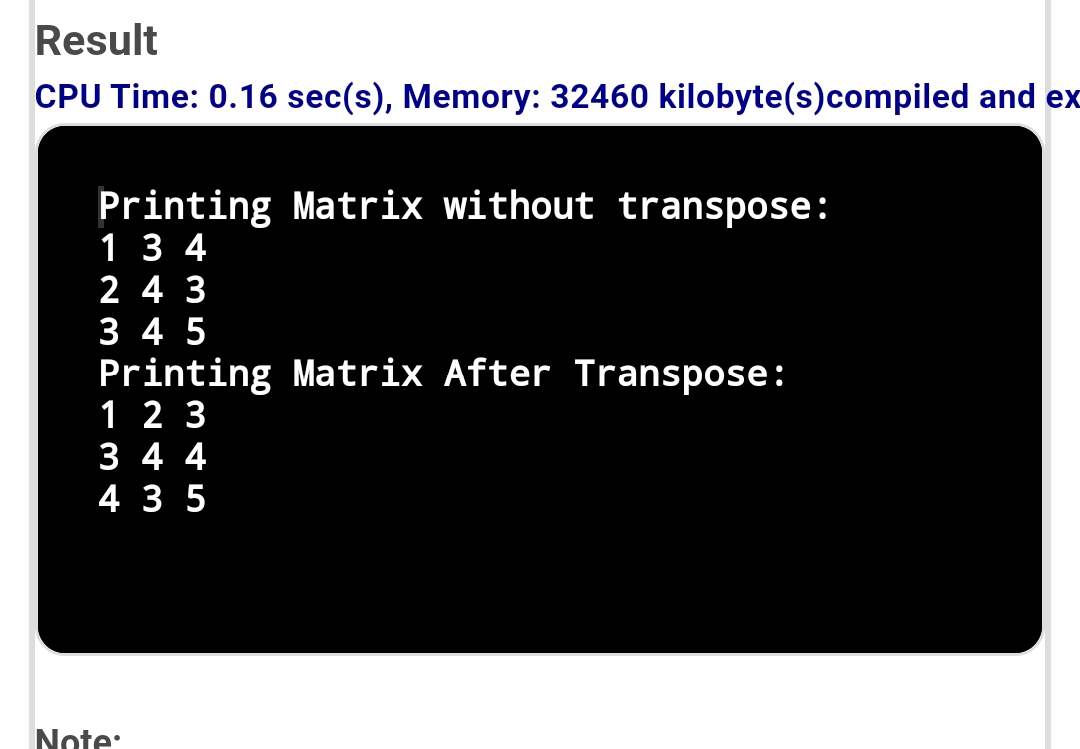 Result
CPU Time: 0.16 sec(s), Memory: 32460 kilobyte(s)compiled and ex
Printing Matrix without transpose:
1 3 4
2 4 3
3 4 5
Printing Matrix After Transpose:
1 2 3
3 4 4
4 3 5
Note: